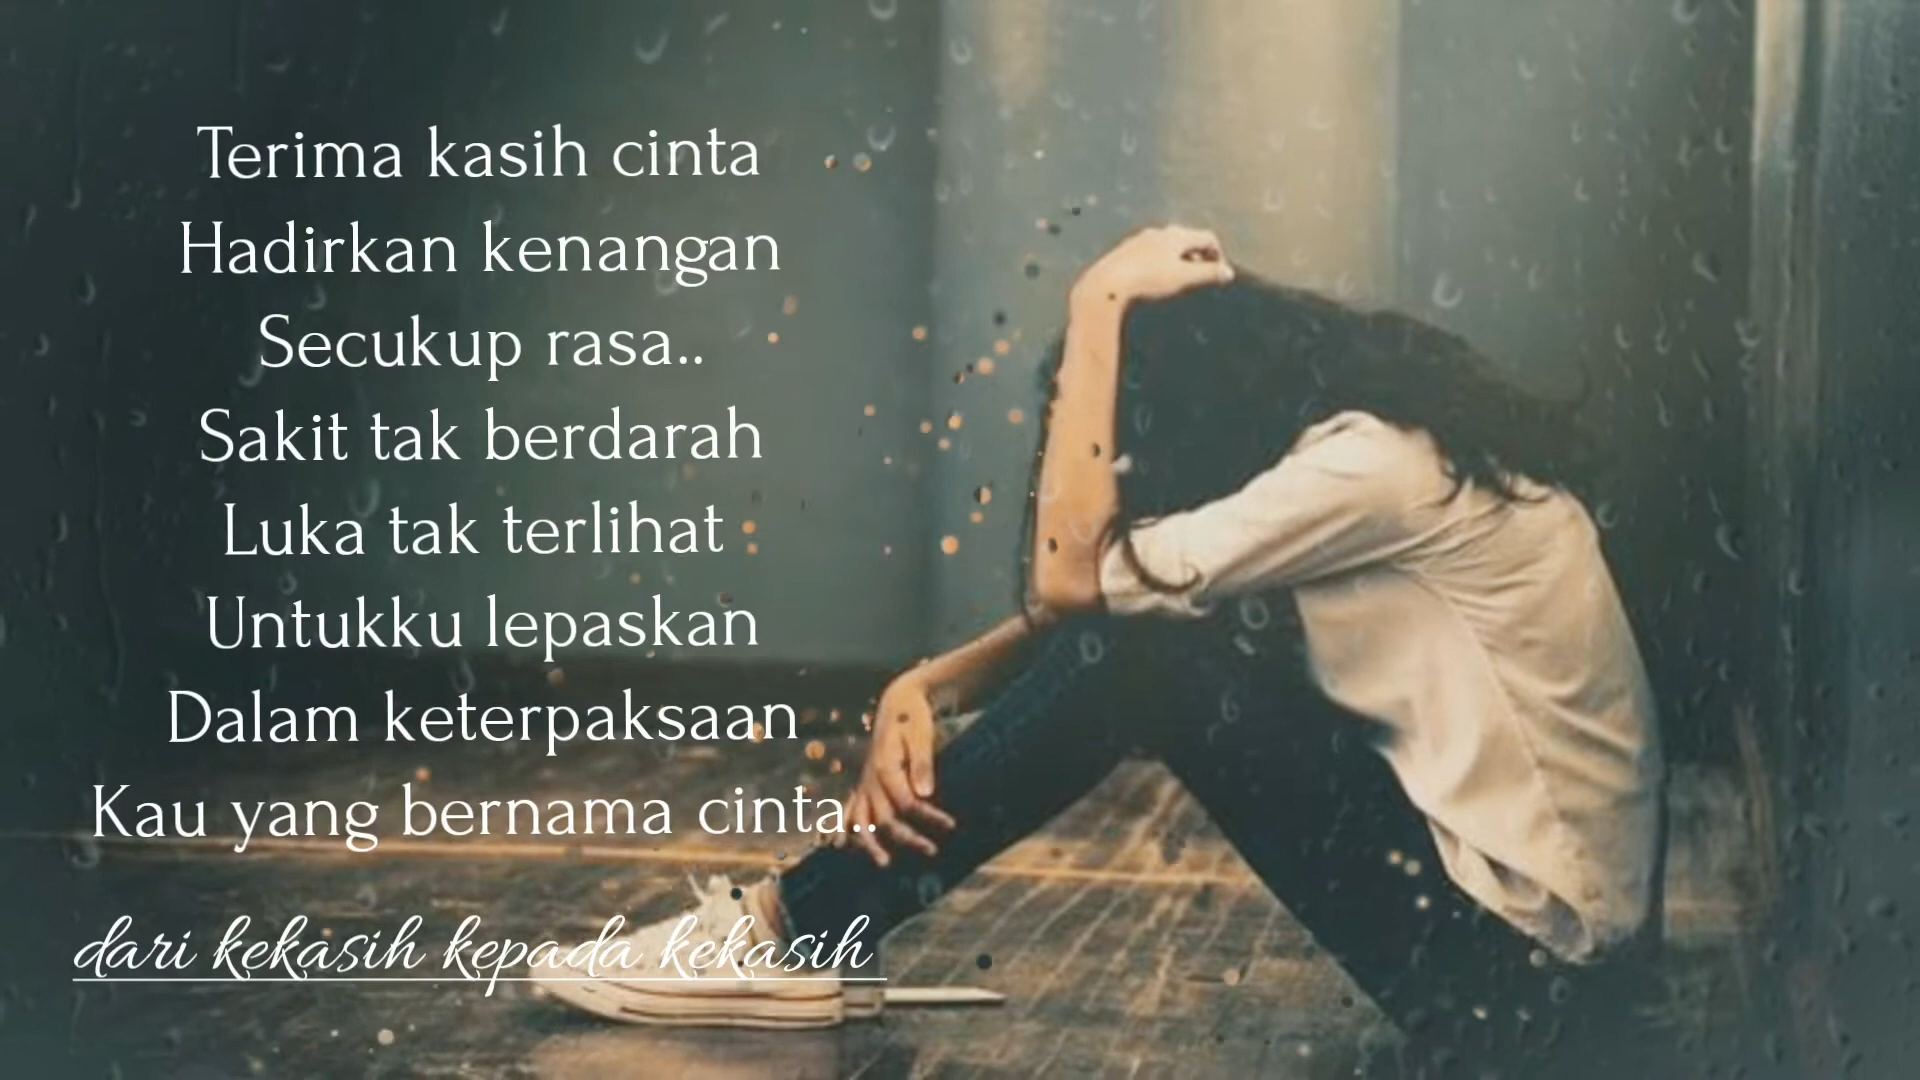 Terima kasih cinta
Hadirkan kenangan
Secukup rasa..
Sakit tak berdarah
Luka tak terlihat
Untukku lepaskan
Dalam keterpaksaan
Kau yang bernama cinta..
dari kekasih kepada kekasih